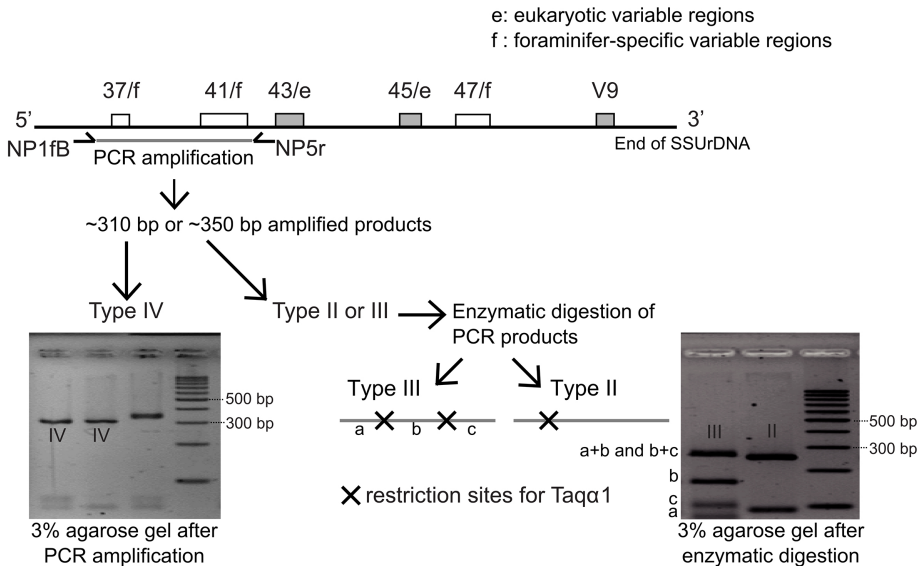 e: eukaryotic variable regions
f : foraminifer-specific variable regions
37/f 41/f 43/e 45/e 47/f V9
5’ 3’
NP1fB PCR amplification NP5r End of SSUrDNA
~310 bp or ~350 bp amplified products
Type IV Type II or III Enzymatic digestion of
PCR products
Type III Type II
500 bp
300 bp
IV IV
a b c
restriction sites for Taqα1
III II
500 bp
300 bp
a+b and b+c
b
c
a
3% agarose gel after
PCR amplification
3% agarose gel after
enzymatic digestion